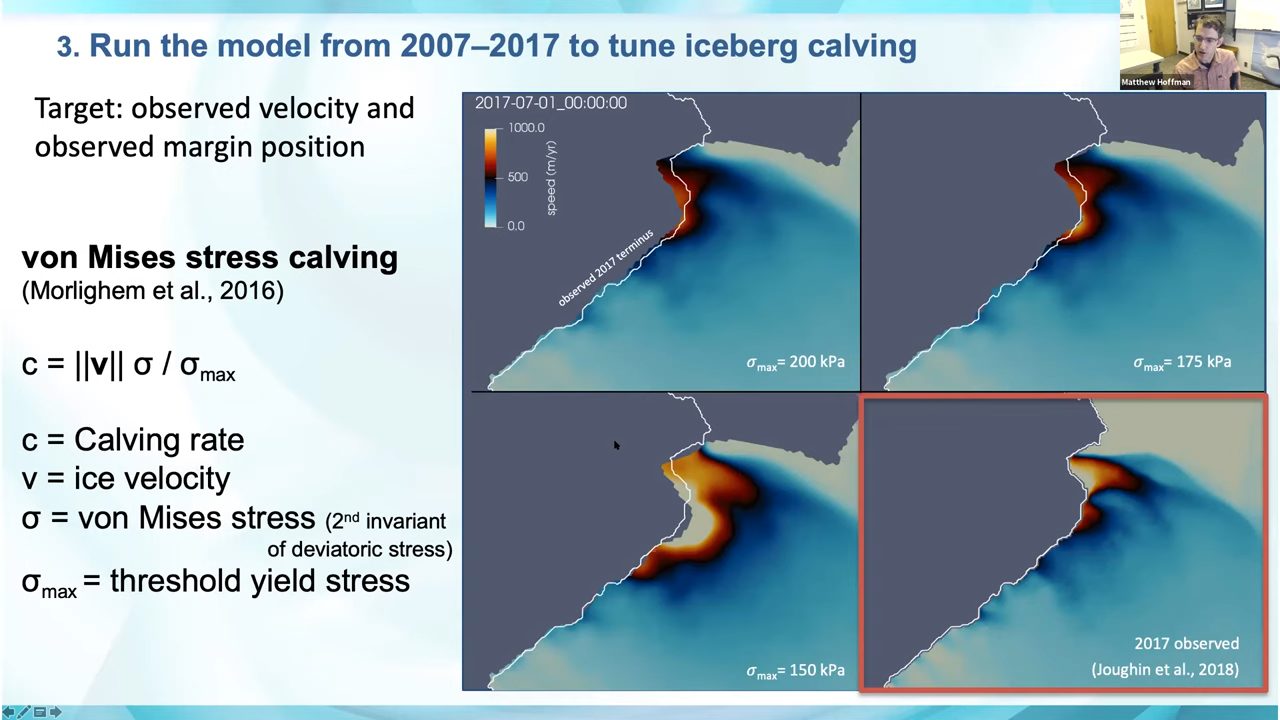 3. Run the model from 2007–2017 to tune iceberg calving
Matthew Hoffman
Target: observed velocity and
observed margin position
von Mises stress calving
(Morlighem et al., 2016)
c = ||v|| σ / σmax
c = Calving rate
v = ice velocity
σ = von Mises stress (2nd invariant
of deviatoric stress)
σmax = threshold yield stress
2017-07-01_00:00:00
1000.0
500
0.0
speed (m/yr)
observed 2017 terminus
σmax= 200 kPa
σmax= 175 kPa
σmax= 150 kPa
2017 observed
(Joughin et al., 2018)